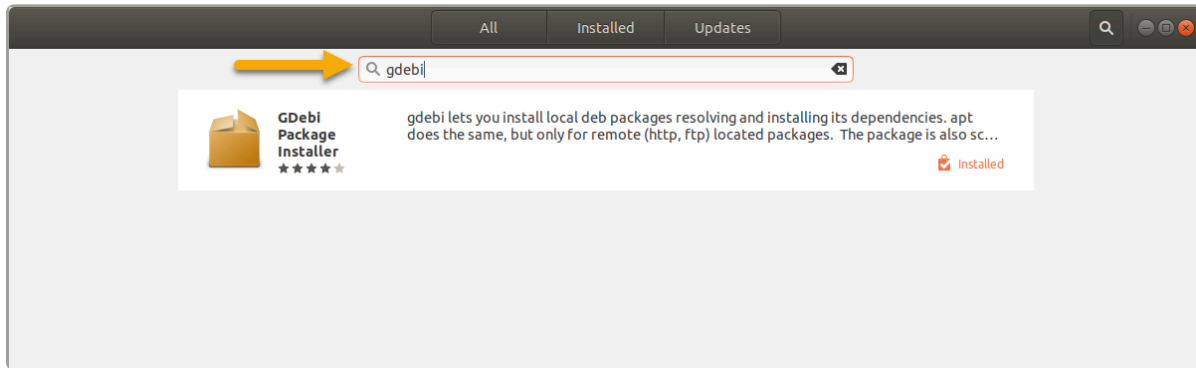 All Installed Updates
gdebi
GDebi
Package
Installer
gdebi lets you install local deb packages resolving and installing its dependencies. apt
does the same, but only for remote (http, ftp) located packages.  The package is also sc...
Installed